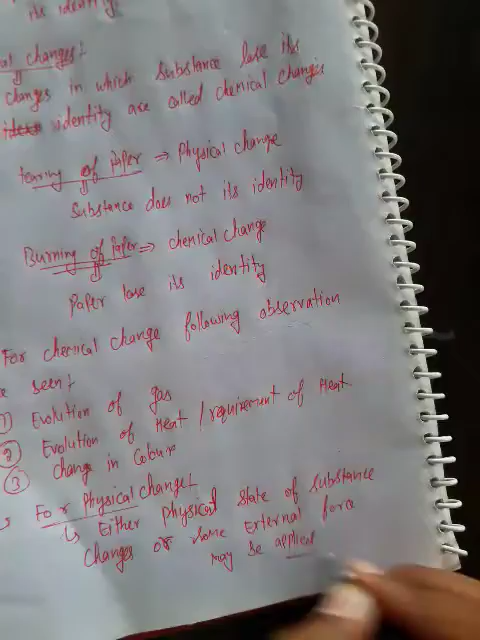 its identity
al changes:
changes in which substance lose its
identity are called chemical changes
tearing of Paper ⇒ Physical change
Substance does not its identity
Burning of Paper ⇒ chemical change
Paper lose its identity
For chemical change following observation
e seen:
1) Evolution of gas
② Evolution of Heat / requirement of Heat
③ change in Colour
For Physical change:
↳ Either physical state of substance
changes or some External force
may be applied